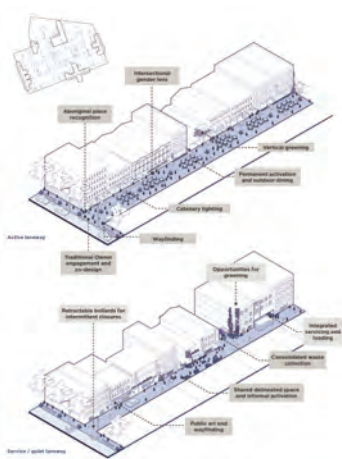 Intersectional
gender lens
Aboriginal place
recognition
Vertical greening
Permanent activation
and outdoor dining
Catenary lighting
Wayfinding
Active laneway
Traditional Owner
engagement and
co-design
Opportunities for
greening
Retractable bollards for
intermittent closures
Integrated
servicing and
loading
Consolidated waste
collection
Shared delineated space
and informal activation
Public art and
wayfinding
Service / quiet laneway